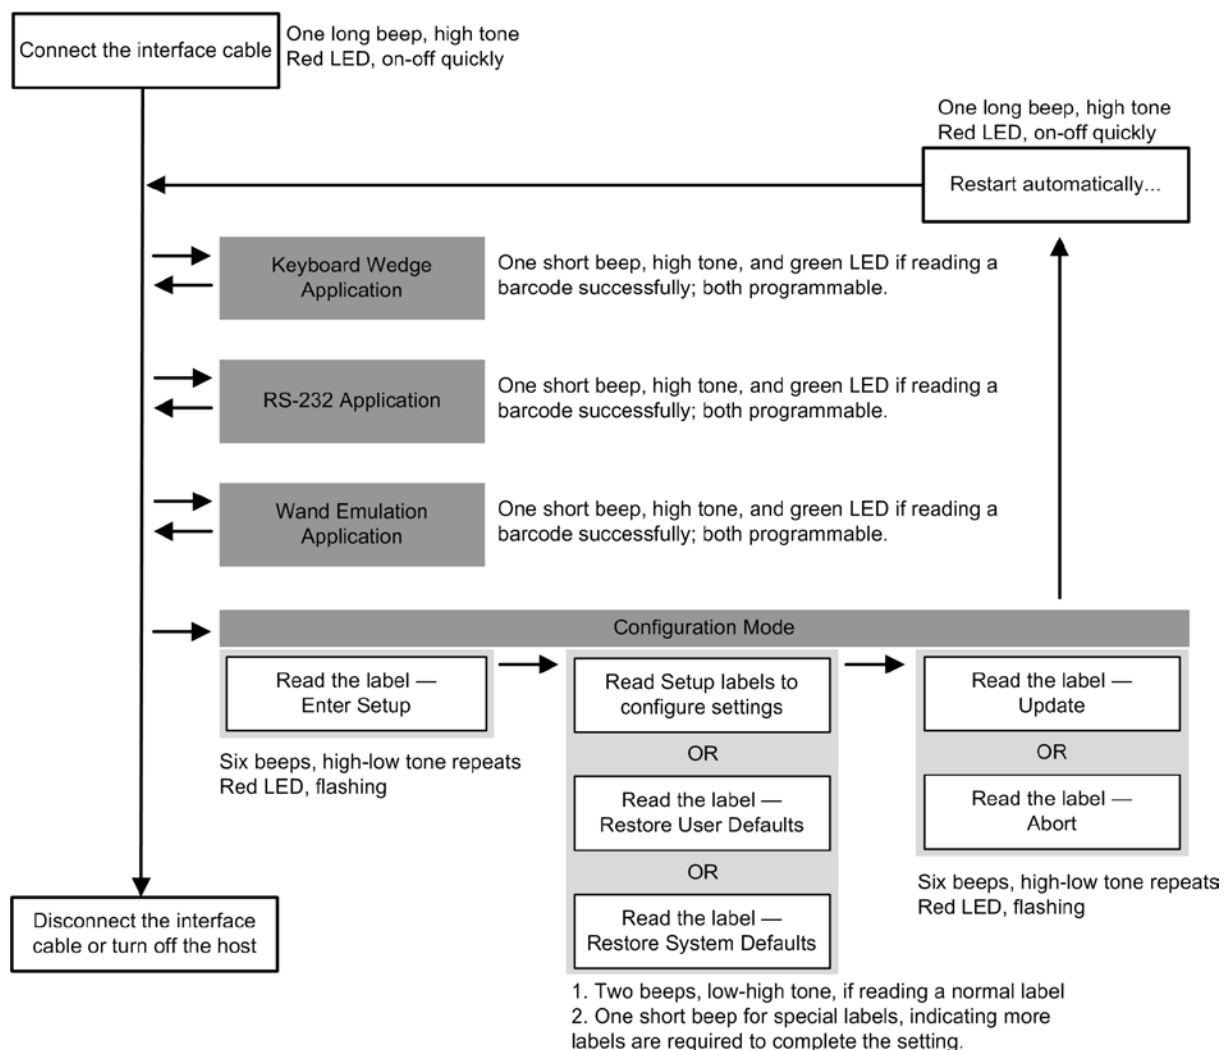 Connect the interface cable
One long beep, high tone
Red LED, on-off quickly
One long beep, high tone
Red LED, on-off quickly
Restart automatically...
Keyboard Wedge
Application
One short beep, high tone, and green LED if reading a
barcode successfully; both programmable.
RS-232 Application
One short beep, high tone, and green LED if reading a
barcode successfully; both programmable.
Wand Emulation
Application
One short beep, high tone, and green LED if reading a
barcode successfully; both programmable.
Configuration Mode
Read the label —
Enter Setup
Six beeps, high-low tone repeats
Red LED, flashing
Read Setup labels to
configure settings
OR
Read the label —
Restore User Defaults
OR
Read the label —
Restore System Defaults
1. Two beeps, low-high tone, if reading a normal label
2. One short beep for special labels, indicating more
labels are required to complete the setting.
Read the label —
Update
OR
Read the label —
Abort
Six beeps, high-low tone repeats
Red LED, flashing
Disconnect the interface
cable or turn off the host